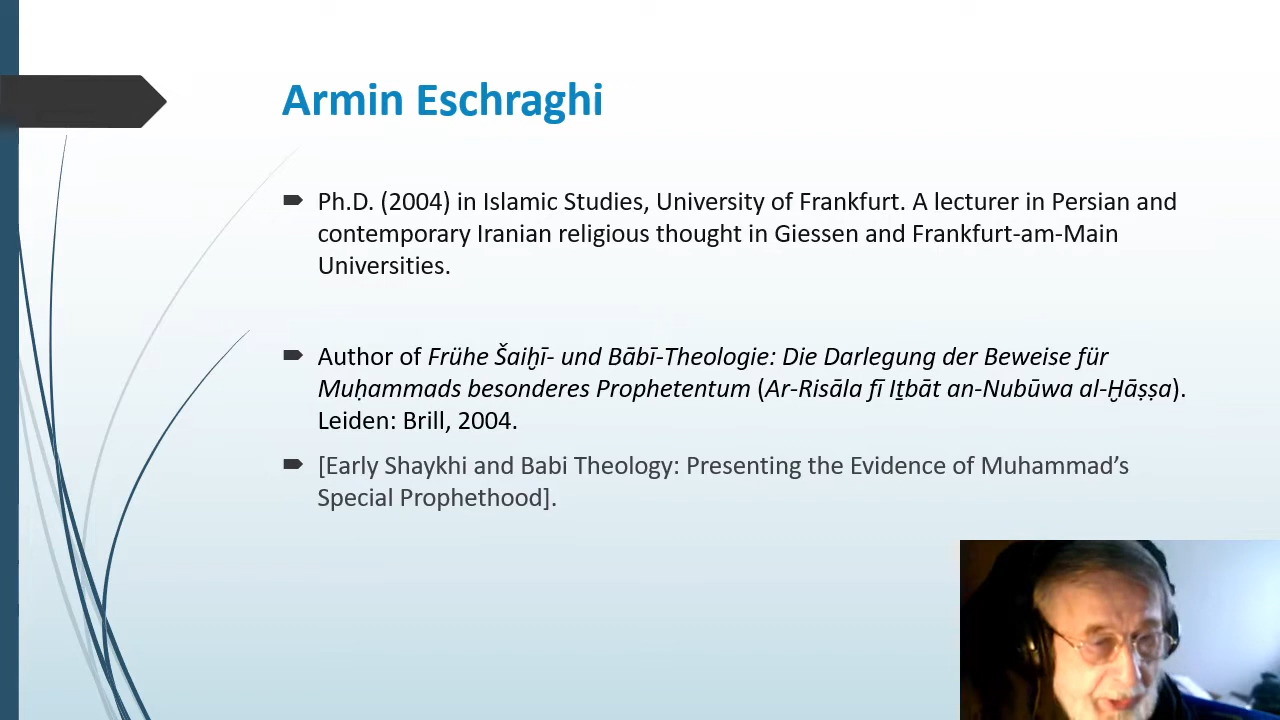 Armin Eschraghi
Ph.D. (2004) in Islamic Studies, University of Frankfurt. A lecturer in Persian and
contemporary Iranian religious thought in Giessen and Frankfurt-am-Main
Universities.
Author of Frühe Šaiḫī- und Bābī-Theologie: Die Darlegung der Beweise für
Muḥammads besonderes Prophetentum (Ar-Risāla fī Iṯbāt an-Nubūwa al-Ḫāṣṣa).
Leiden: Brill, 2004.
[Early Shaykhi and Babi Theology: Presenting the Evidence of Muhammad’s
Special Prophethood].